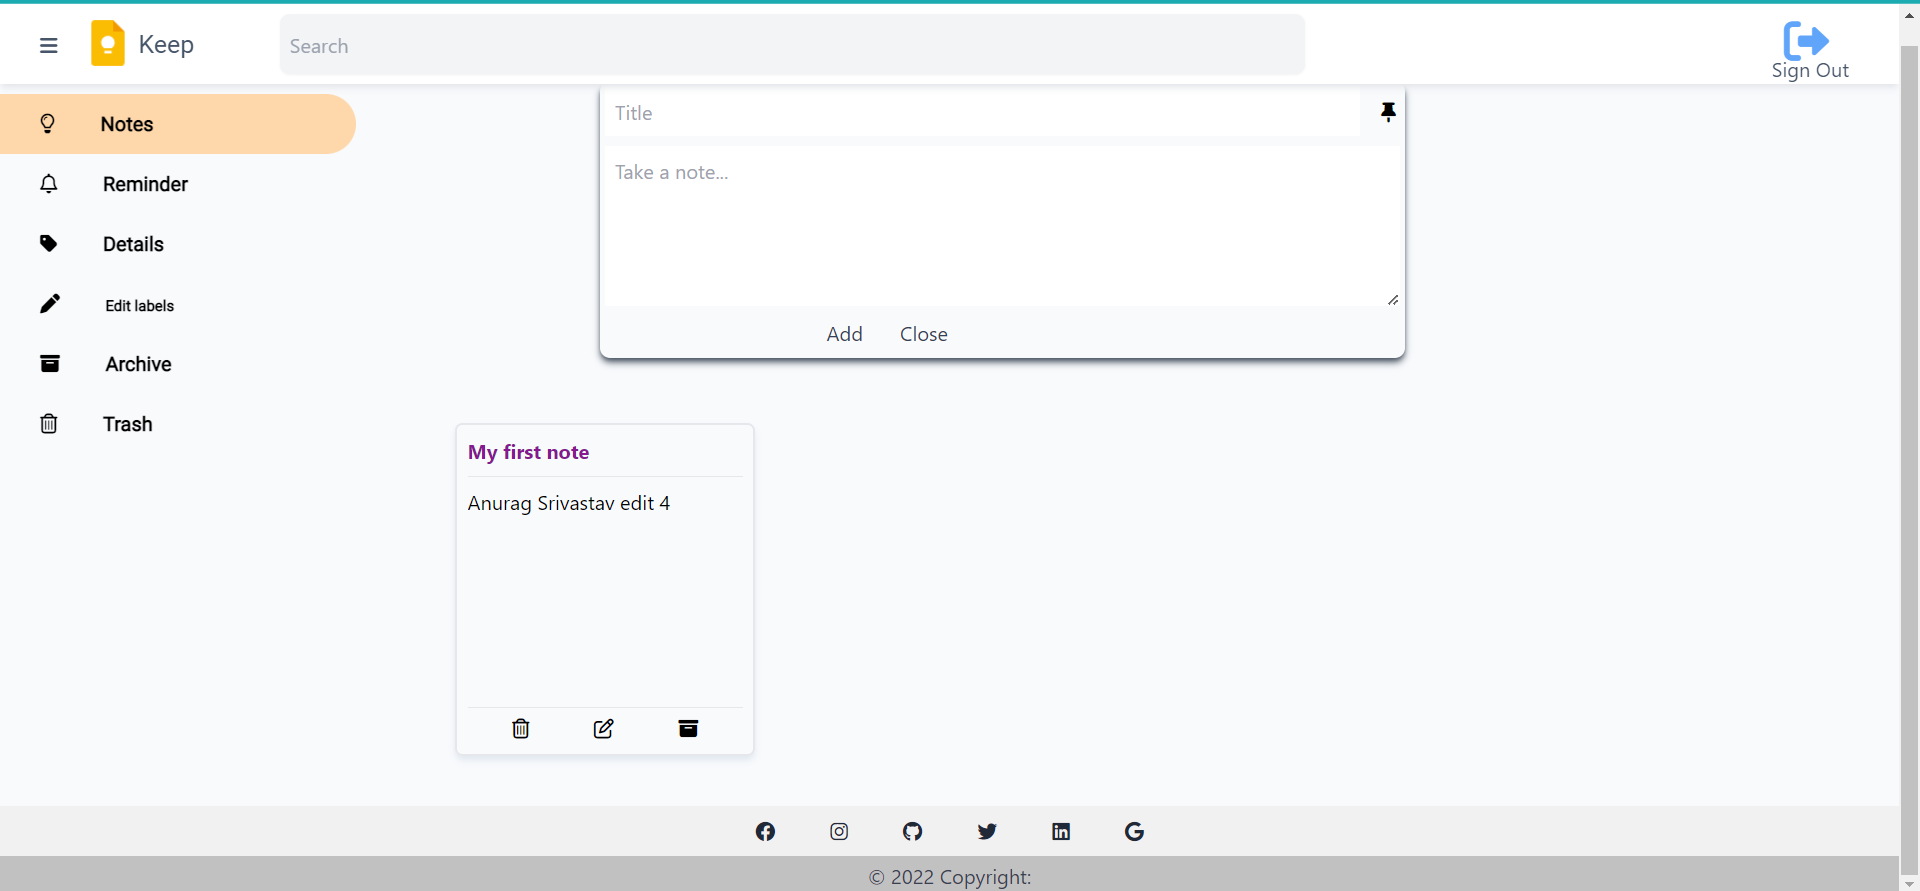 Keep
Search
Sign Out
Notes
Reminder
Details
Edit labels
Archive
Trash
Title
Take a note...
Add Close
My first note
Anurag Srivastav edit 4
© 2022 Copyright: